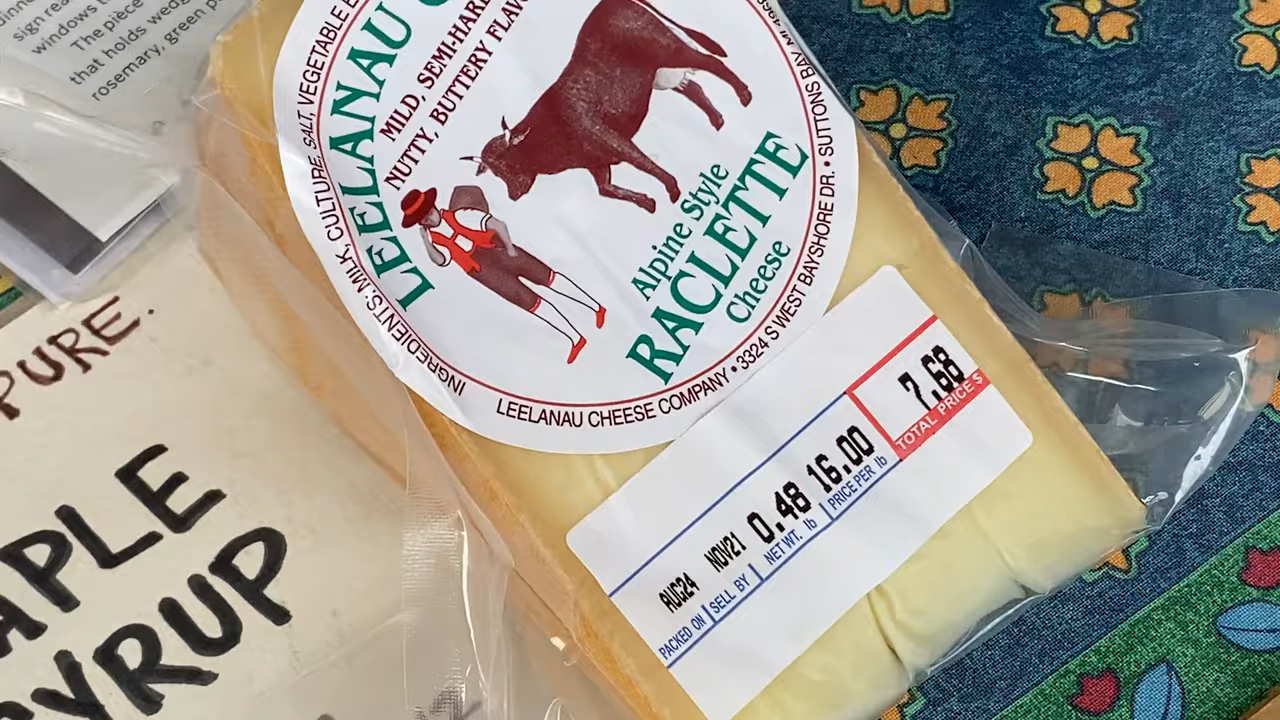 sign rea
windows t
The piece
that holds wedg
rosemary, green p
PURE.
APLE
SYRUP
LEELANAU
MILD, SEMI-HARD
NUTTY, BUTTERY FLAV
Alpine Style
RACLETTE
Cheese
INGREDIENTS: MILK, CULTURE, SALT, VEGETABLE
LEELANAU CHEESE COMPANY • 3324 S WEST BAYSHORE DR. • SUTTONS BAY MI
7.68
TOTAL PRICE $
AUG24 NOV21 0.48 16.00
PACKED ON SELL BY NET WT. lb PRICE PER lb